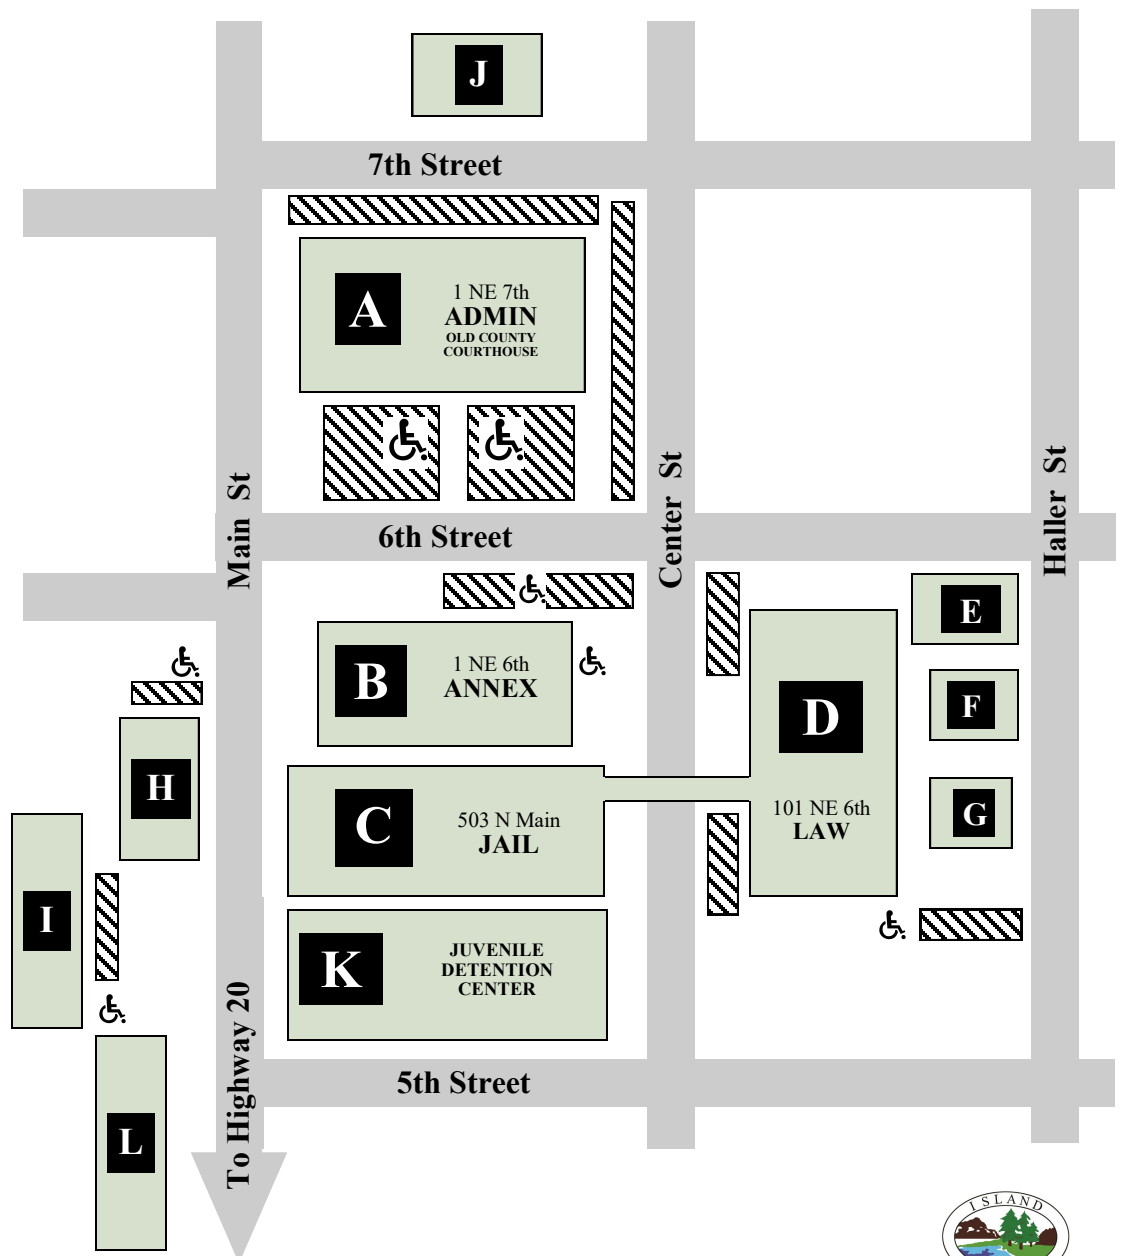 J
7th Street
A
1 NE 7th
ADMIN
OLD COUNTY
COURTHOUSE
Main St
Center St
Haller St
6th Street
B
1 NE 6th
ANNEX
D
101 NE 6th
LAW
E
F
G
H
C
503 N Main
JAIL
I
K
JUVENILE
DETENTION
CENTER
To Highway 20
5th Street
L
ISLAND